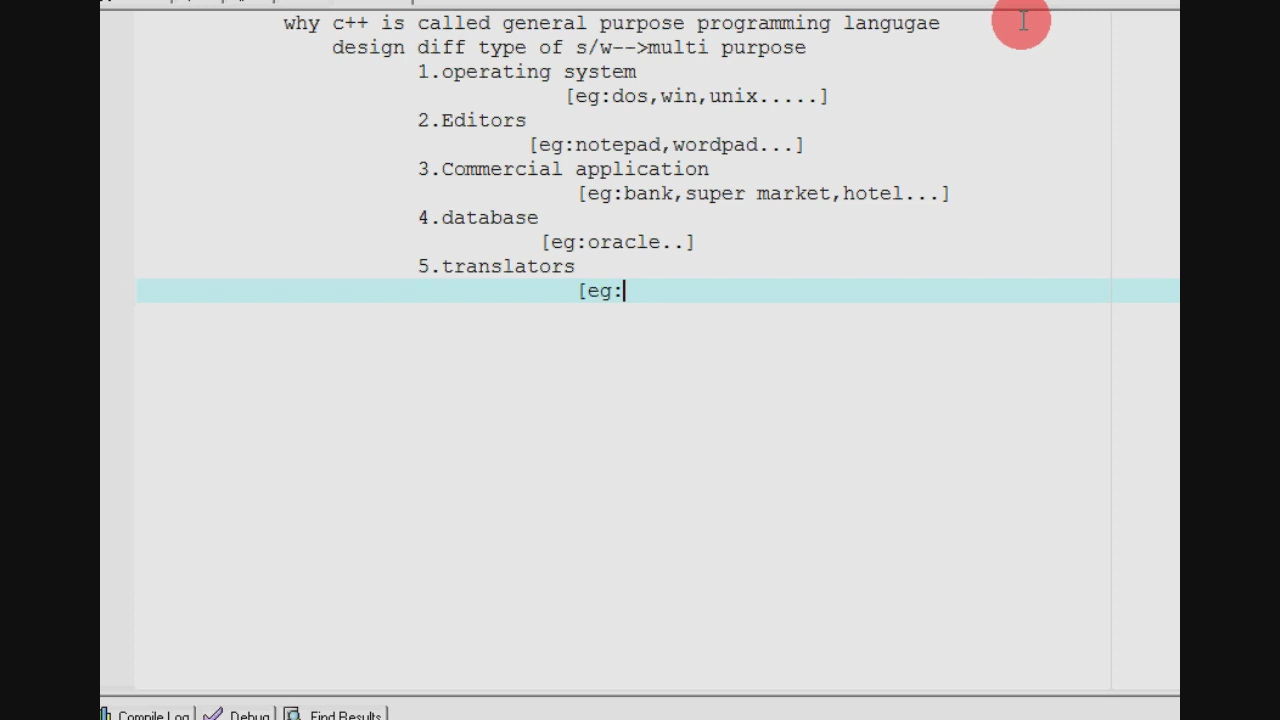 why c++ is called general purpose programming langugae
design diff type of s/w-->multi purpose
1.operating system
[eg:dos,win,unix.....]
2.Editors
[eg:notepad,wordpad...]
3.Commercial application
[eg:bank,super market,hotel...]
4.database
[eg:oracle..]
5.translators
[eg:
Compile Log Debug Find Results